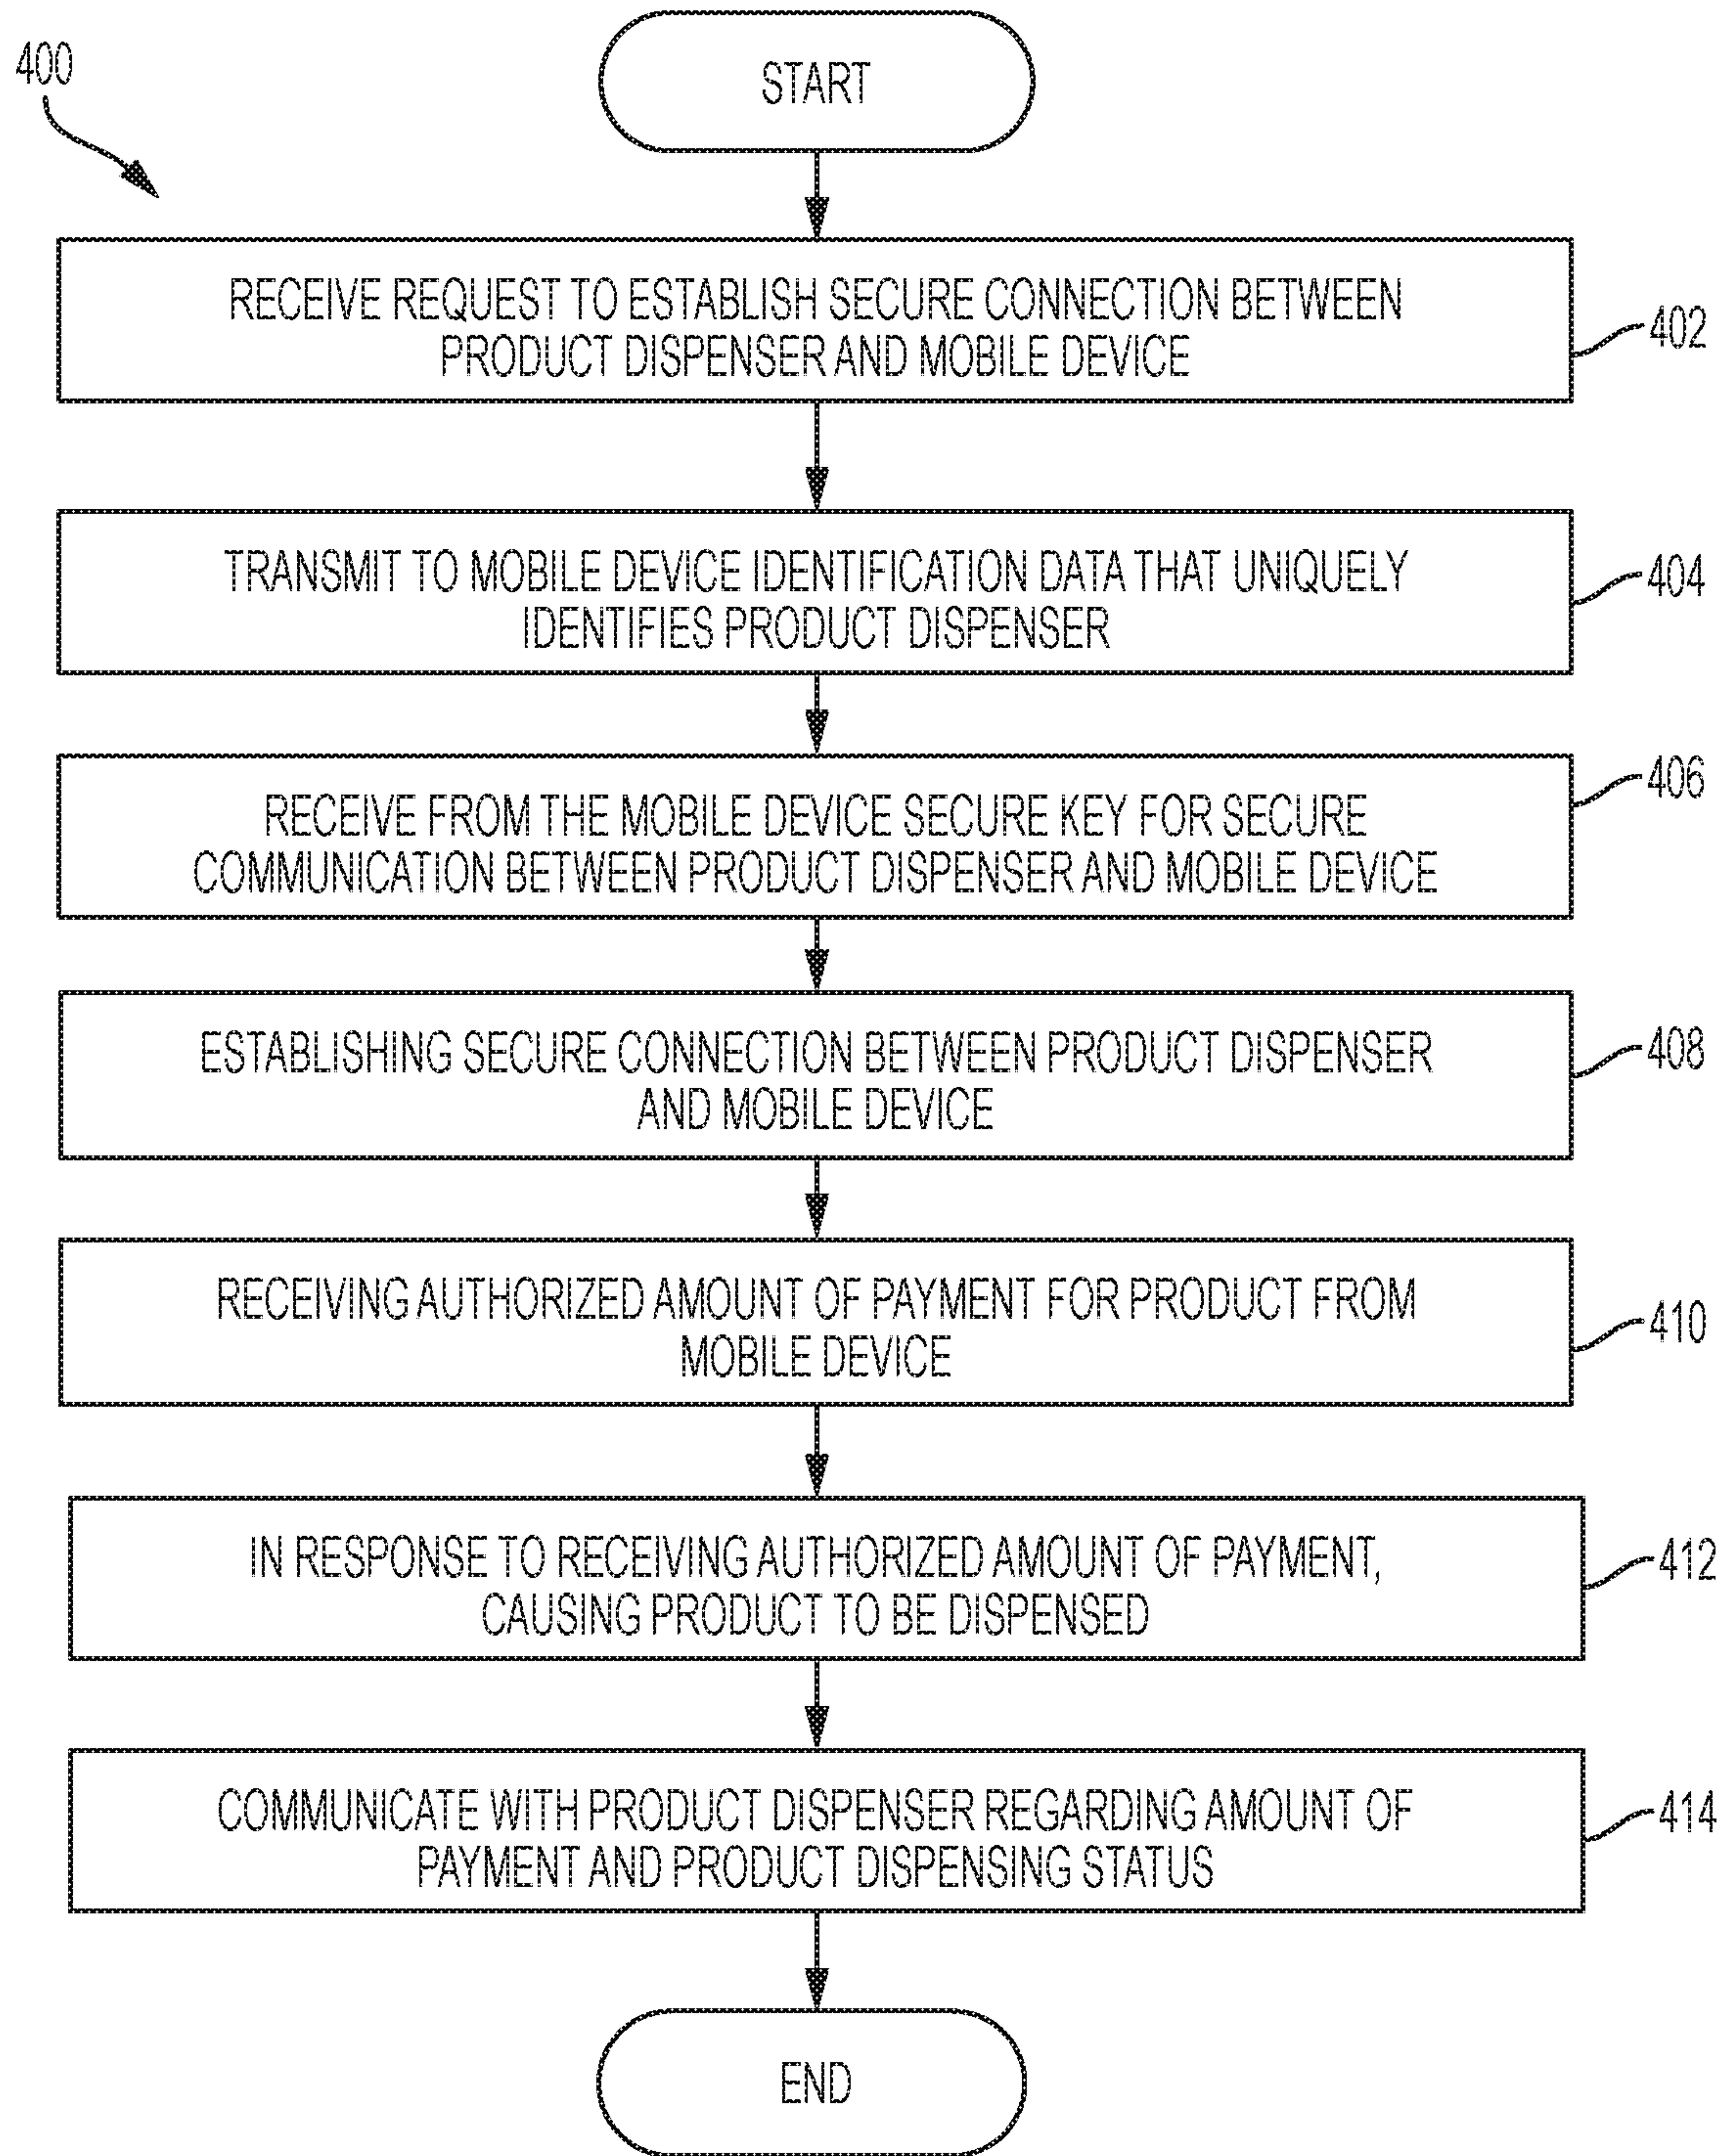 400
START
RECEIVE REQUEST TO ESTABLISH SECURE CONNECTION BETWEEN
PRODUCT DISPENSER AND MOBILE DEVICE
402
TRANSMIT TO MOBILE DEVICE IDENTIFICATION DATA THAT UNIQUELY
IDENTIFIES PRODUCT DISPENSER
404
RECEIVE FROM THE MOBILE DEVICE SECURE KEY FOR SECURE
COMMUNICATION BETWEEN PRODUCT DISPENSER AND MOBILE DEVICE
406
ESTABLISHING SECURE CONNECTION BETWEEN PRODUCT DISPENSER
AND MOBILE DEVICE
408
RECEIVING AUTHORIZED AMOUNT OF PAYMENT FOR PRODUCT FROM
MOBILE DEVICE
410
IN RESPONSE TO RECEIVING AUTHORIZED AMOUNT OF PAYMENT,
CAUSING PRODUCT TO BE DISPENSED
412
COMMUNICATE WITH PRODUCT DISPENSER REGARDING AMOUNT OF
PAYMENT AND PRODUCT DISPENSING STATUS
414
END